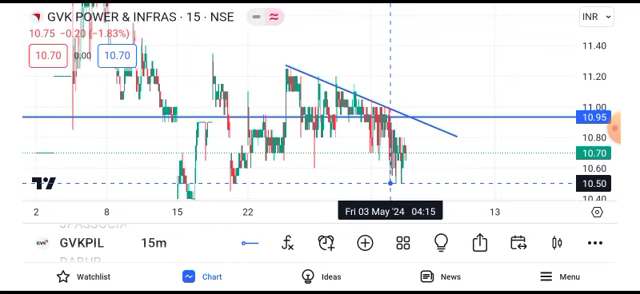 GVK POWER & INFRAS · 15 · NSE
INR
10.75 −0.20 (−1.83%)
10.70 0.00 10.70
11.40
11.20
11.00
10.95
10.80
10.70
10.60
10.50
10.40
2 8 15 22 Fri 03 May '24 04:15 13
GVKPIL 15m
Watchlist Chart Ideas News Menu